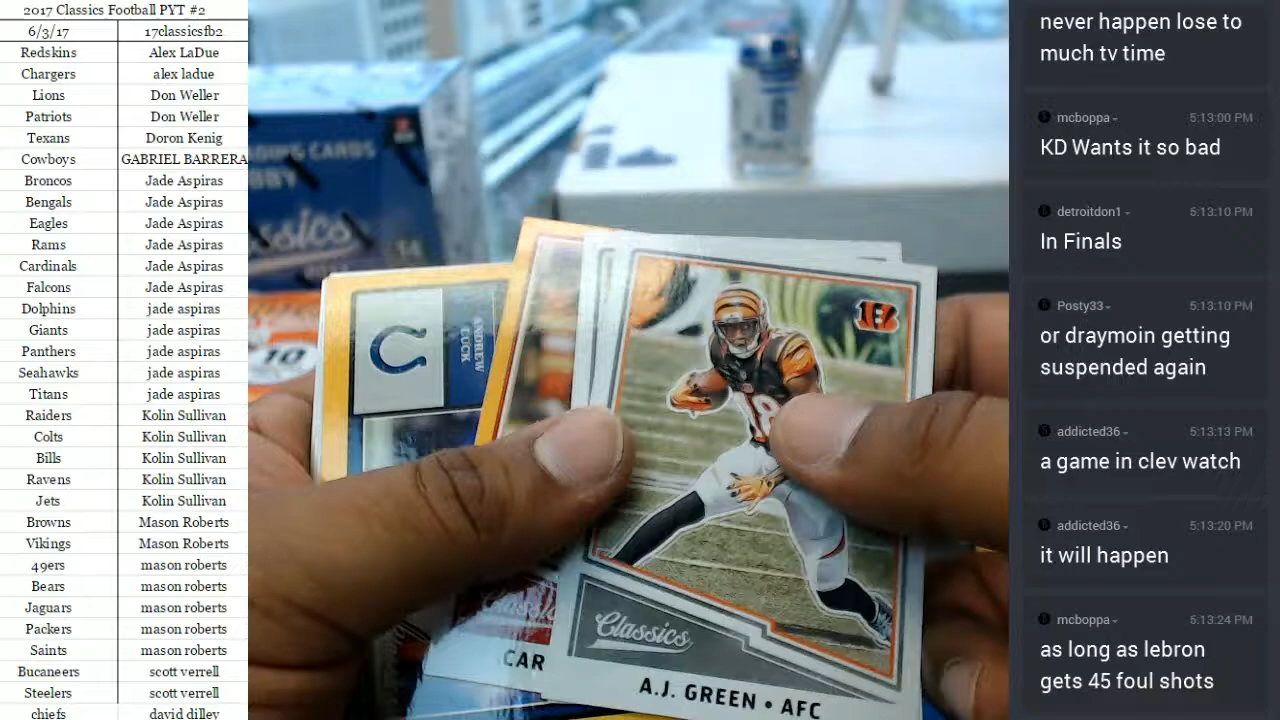 2017 Classics Football PYT #2
6/3/17 17classicsfb2
Redskins Alex LaDue
Chargers alex ladue
Lions Don Weller
Patriots Don Weller
Texans Doron Kenig
Cowboys GABRIEL BARRERA
Broncos Jade Aspiras
Bengals Jade Aspiras
Eagles Jade Aspiras
Rams Jade Aspiras
Cardinals Jade Aspiras
Falcons Jade Aspiras
Dolphins jade aspiras
Giants jade aspiras
Panthers jade aspiras
Seahawks jade aspiras
Titans jade aspiras
Raiders Kolin Sullivan
Colts Kolin Sullivan
Bills Kolin Sullivan
Ravens Kolin Sullivan
Jets Kolin Sullivan
Browns Mason Roberts
Vikings Mason Roberts
49ers mason roberts
Bears mason roberts
Jaguars mason roberts
Packers mason roberts
Saints mason roberts
Bucaneers scott verrell
Steelers scott verrell
chiefs david dilley
CARDS
ssics
10
ANDREW
LUCK
18
Classics
CAR
Classics
A.J. GREEN • AFC
never happen lose to
much tv time
mcboppa 5:13:00 PM
KD Wants it so bad
detroitdon1 5:13:10 PM
In Finals
Posty33 5:13:10 PM
or draymoin getting
suspended again
addicted36 5:13:13 PM
a game in clev watch
addicted36 5:13:20 PM
it will happen
mcboppa 5:13:24 PM
as long as lebron
gets 45 foul shots